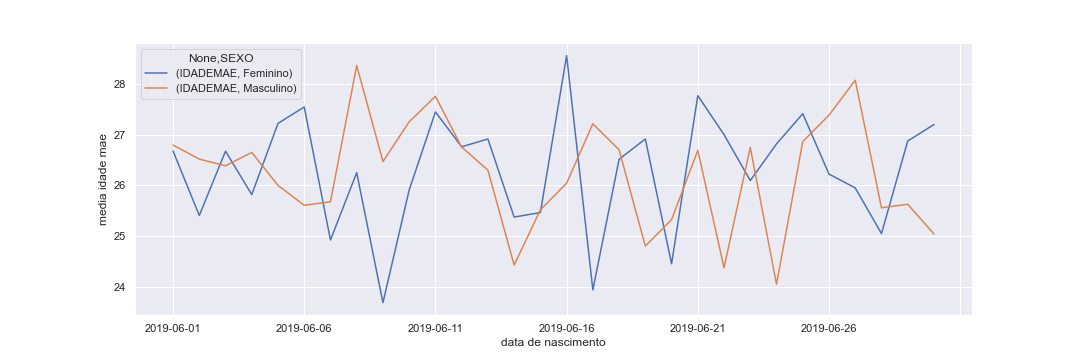 None,SEXO
(IDADEMAE, Feminino)
(IDADEMAE, Masculino)
28
27
26
25
24
media idade mae
2019-06-01 2019-06-06 2019-06-11 2019-06-16 2019-06-21 2019-06-26
data de nascimento